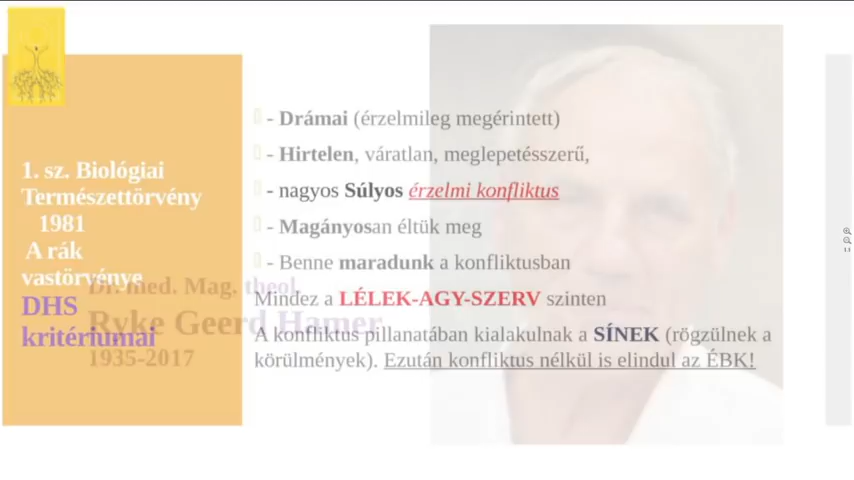 1. sz. Biológiai
Természettörvény
1981
A rák
vastörvénye
DHS
kritériumai
Dr. med. Mag. theol.
Ryke Geerd Hamer
1935-2017
- Drámai (érzelmileg megérintett)
- Hirtelen, váratlan, meglepetésszerű,
- nagyos Súlyos érzelmi konfliktus
- Magányosan éltük meg
- Benne maradunk a konfliktusban
Mindez a LÉLEK-AGY-SZERV szinten
A konfliktus pillanatában kialakulnak a SÍNEK (rögzülnek a
körülmények). Ezután konfliktus nélkül is elindul az ÉBK!